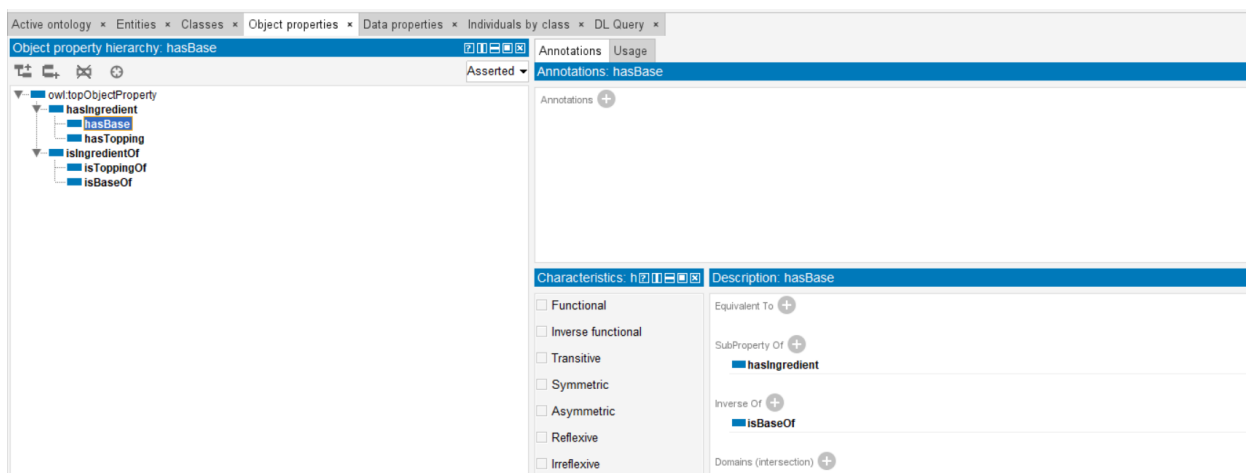 Active ontology × Entities × Classes × Object properties × Data properties × Individuals by class × DL Query ×
Object property hierarchy: hasBase
Asserted
owl:topObjectProperty
hasIngredient
hasBase
hasTopping
isIngredientOf
isToppingOf
isBaseOf
Annotations Usage
Annotations: hasBase
Annotations
Characteristics: h
Functional
Inverse functional
Transitive
Symmetric
Asymmetric
Reflexive
Irreflexive
Description: hasBase
Equivalent To
SubProperty Of
hasIngredient
Inverse Of
isBaseOf
Domains (intersection)